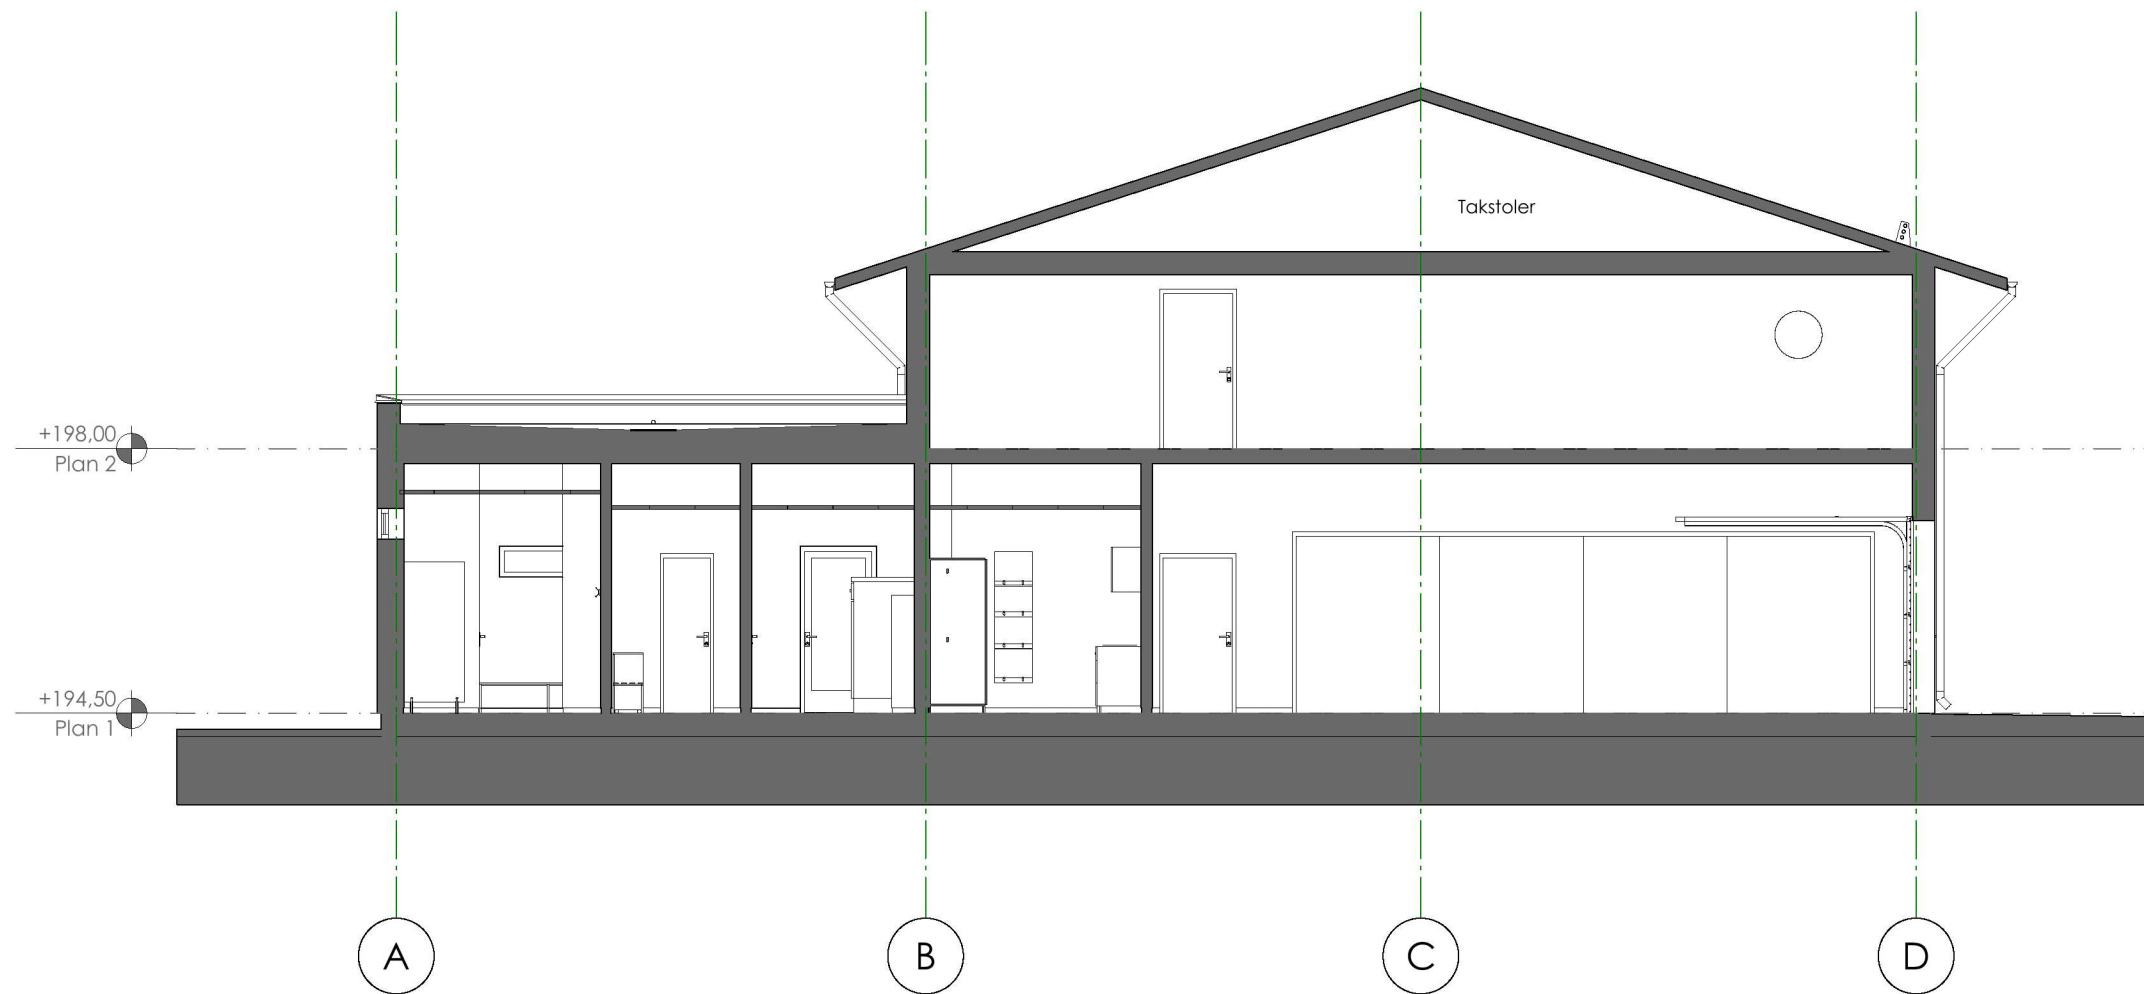 Takstoler
+198,00
Plan 2
+194,50
Plan 1
A
B
C
D